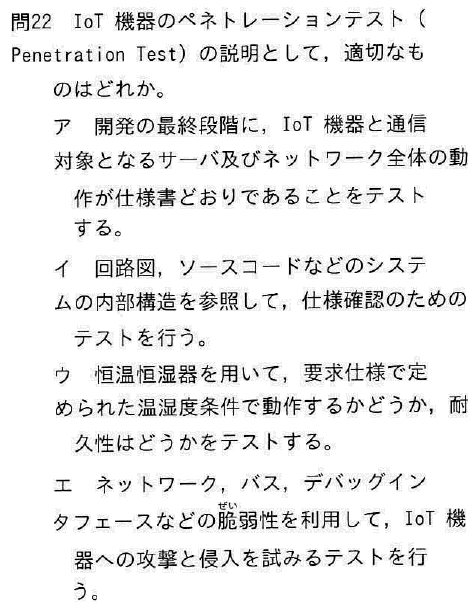 問22 IoT 機器のペネトレーションテスト（
Penetration Test）の説明として，適切なも
のはどれか。
ア 開発の最終段階に，IoT 機器と通信
対象となるサーバ及びネットワーク全体の動
作が仕様書どおりであることをテスト
する。
イ 回路図，ソースコードなどのシステ
ムの内部構造を参照して，仕様確認のための
テストを行う。
ウ 恒温恒湿器を用いて，要求仕様で定
められた温湿度条件で動作するかどうか，耐
久性はどうかをテストする。
エ ネットワーク，バス，デバッグイン
ぜい
タフェースなどの脆弱性を利用して，IoT 機
器への攻撃と侵入を試みるテストを行
う。